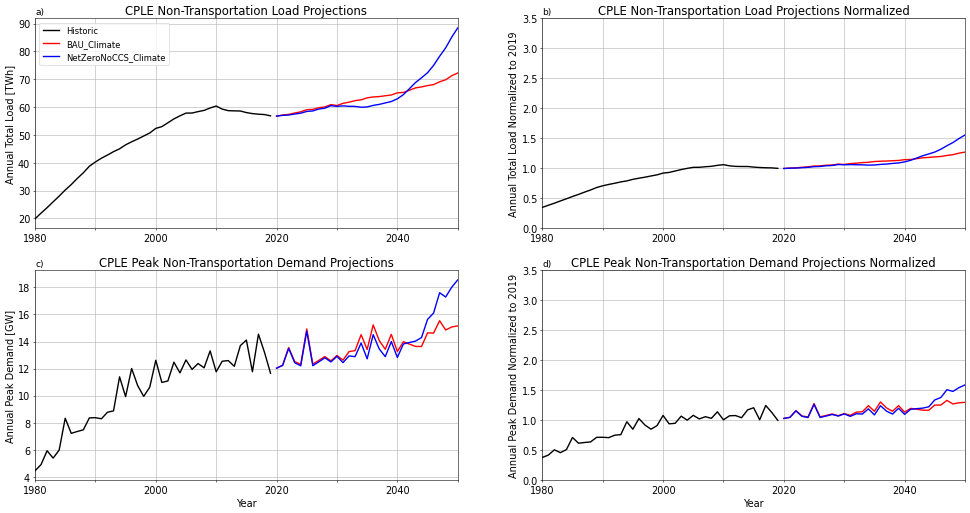 a)
CPLE Non-Transportation Load Projections
Annual Total Load [TWh]
90
80
70
60
50
40
30
20
1980
2000
2020
2040
Historic
BAU_Climate
NetZeroNoCCS_Climate
b)
CPLE Non-Transportation Load Projections Normalized
Annual Total Load Normalized to 2019
3.5
3.0
2.5
2.0
1.5
1.0
0.5
0.0
1980
2000
2020
2040
c)
CPLE Peak Non-Transportation Demand Projections
Annual Peak Demand [GW]
18
16
14
12
10
8
6
4
1980
2000
2020
2040
Year
d)
CPLE Peak Non-Transportation Demand Projections Normalized
Annual Peak Demand Normalized to 2019
3.5
3.0
2.5
2.0
1.5
1.0
0.5
0.0
1980
2000
2020
2040
Year